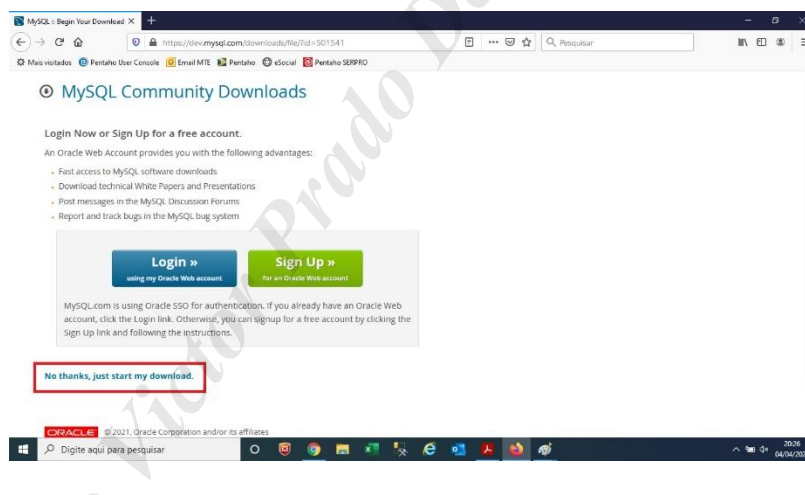 MySQL :: Begin Your Download
https://dev.mysql.com/downloads/file/?id=501541
Pesquisar
Mais visitados Pentaho User Console Email MTE Pentaho eSocial Pentaho SERPRO
MySQL Community Downloads
Login Now or Sign Up for a free account.
An Oracle Web Account provides you with the following advantages:
Fast access to MySQL software downloads
Download technical White Papers and Presentations
Post messages in the MySQL Discussion Forums
Report and track bugs in the MySQL bug system
Login »
using my Oracle Web account
Sign Up »
for an Oracle Web account
MySQL.com is using Oracle SSO for authentication. If you already have an Oracle Web
account, click the Login link. Otherwise, you can signup for a free account by clicking the
Sign Up link and following the instructions.
No thanks, just start my download.
ORACLE © 2021, Oracle Corporation and/or its affiliates
Digite aqui para pesquisar
20:26
Victor Prado